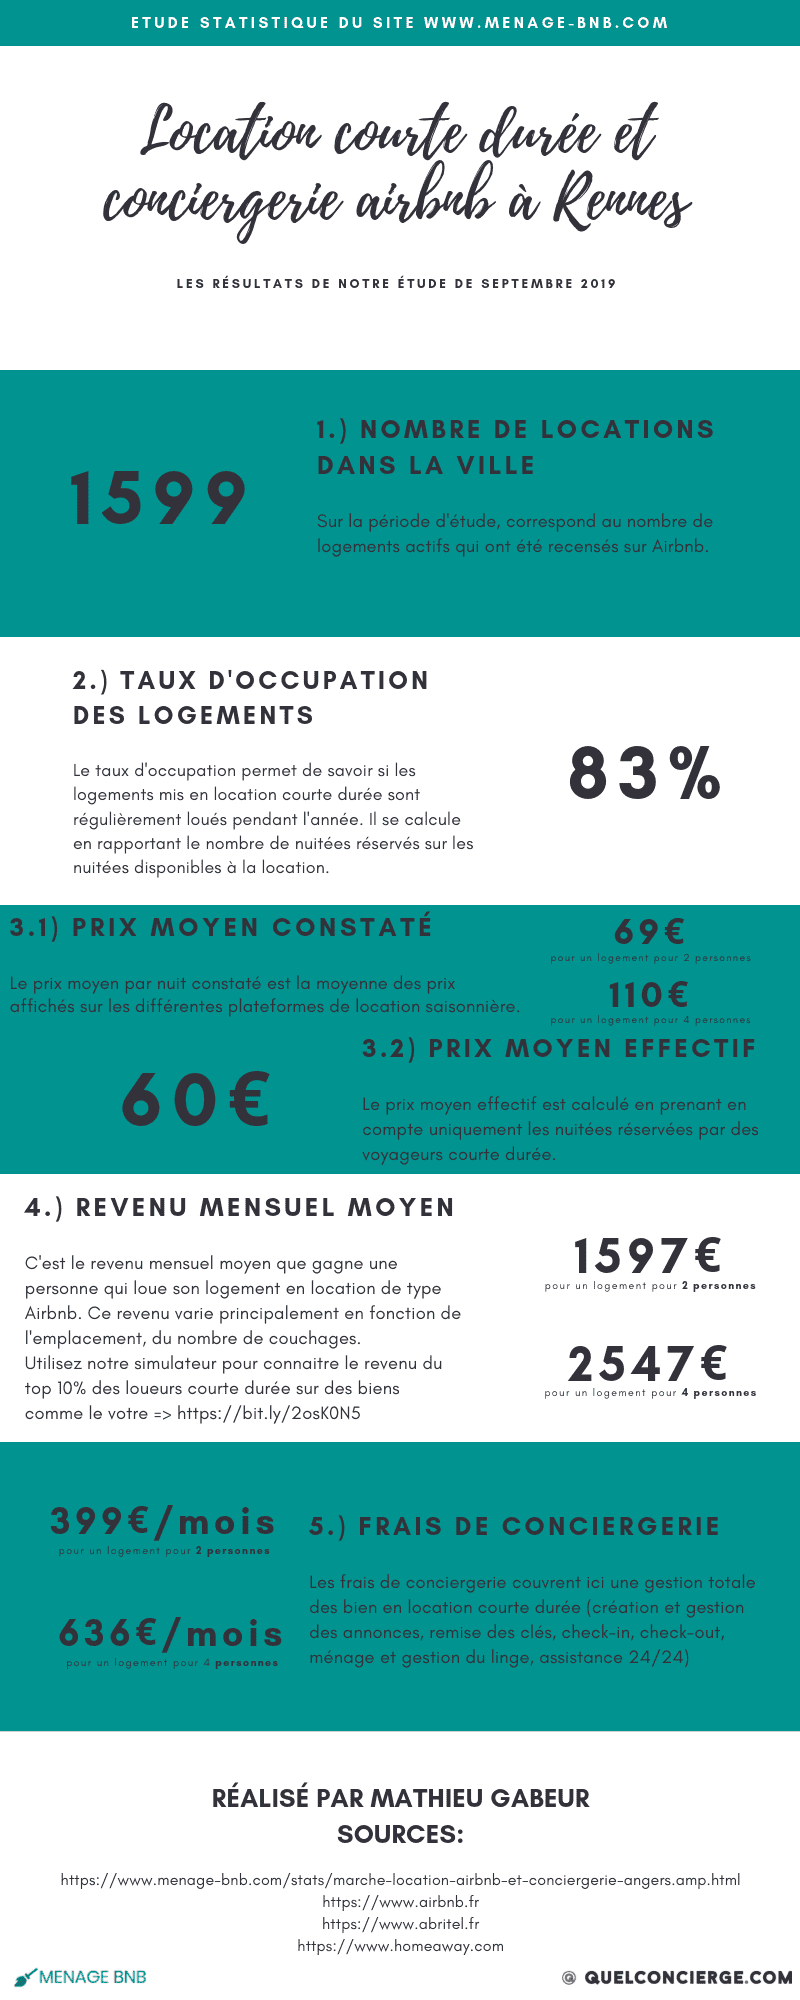 ETUDE STATISTIQUE DU SITE WWW.MENAGE-BNB.COM
Location courte durée et
conciergerie airbnb à Rennes
LES RÉSULTATS DE NOTRE ÉTUDE DE SEPTEMBRE 2019
1599
1.) NOMBRE DE LOCATIONS
DANS LA VILLE
Sur la période d'étude, correspond au nombre de
logements actifs qui ont été recensés sur Airbnb.
2.) TAUX D'OCCUPATION
DES LOGEMENTS
Le taux d'occupation permet de savoir si les
logements mis en location courte durée sont
régulièrement loués pendant l'année. Il se calcule
en rapportant le nombre de nuitées réservés sur les
nuitées disponibles à la location.
83%
3.1) PRIX MOYEN CONSTATÉ
Le prix moyen par nuit constaté est la moyenne des prix
affichés sur les différentes plateformes de location saisonnière.
69€
pour un logement pour 2 personnes
110€
pour un logement pour 4 personnes
60€
3.2) PRIX MOYEN EFFECTIF
Le prix moyen effectif est calculé en prenant en
compte uniquement les nuitées réservées par des
voyageurs courte durée.
4.) REVENU MENSUEL MOYEN
C'est le revenu mensuel moyen que gagne une
personne qui loue son logement en location de type
Airbnb. Ce revenu varie principalement en fonction de
l'emplacement, du nombre de couchages.
Utilisez notre simulateur pour connaitre le revenu du
top 10% des loueurs courte durée sur des biens
comme le votre => https://bit.ly/2osK0N5
1597€
pour un logement pour 2 personnes
2547€
pour un logement pour 4 personnes
399€/mois
pour un logement pour 2 personnes
636€/mois
pour un logement pour 4 personnes
5.) FRAIS DE CONCIERGERIE
Les frais de conciergerie couvrent ici une gestion totale
des bien en location courte durée (création et gestion
des annonces, remise des clés, check-in, check-out,
ménage et gestion du linge, assistance 24/24)
RÉALISÉ PAR MATHIEU GABEUR
SOURCES:
https://www.menage-bnb.com/stats/marche-location-airbnb-et-conciergerie-angers.amp.html
https://www.airbnb.fr
https://www.abritel.fr
https://www.homeaway.com
MENAGE BNB
@ QUELCONCIERGE.COM